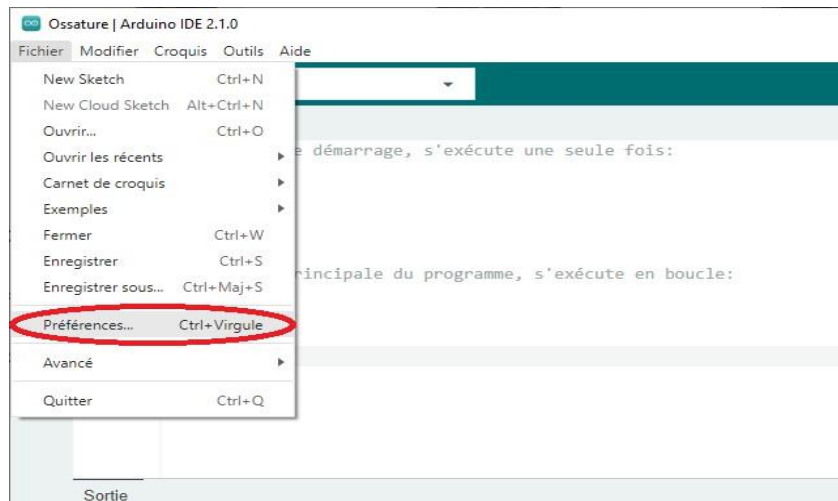 Ossature | Arduino IDE 2.1.0
Fichier Modifier Croquis Outils Aide
New Sketch Ctrl+N
New Cloud Sketch Alt+Ctrl+N
Ouvrir... Ctrl+O
Ouvrir les récents
Carnet de croquis
Exemples
Fermer Ctrl+W
Enregistrer Ctrl+S
Enregistrer sous... Ctrl+Maj+S
Préférences... Ctrl+Virgule
Avancé
Quitter Ctrl+Q
e démarrage, s'exécute une seule fois:
rincipale du programme, s'exécute en boucle:
Sortie